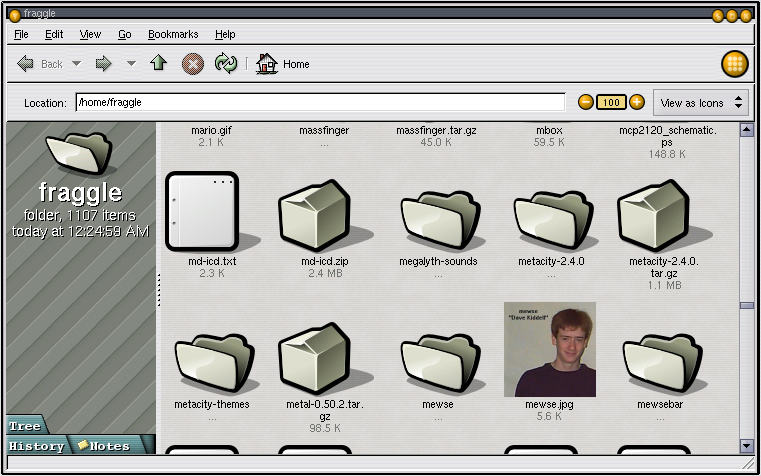 fraggle
File Edit View Go Bookmarks Help
Back Home
Location: /home/fraggle 100 View as Icons
mario.gif massfinger massfinger.tar.gz mbox mcp2120_schematic.
ps
2.1 K ... 45.0 K 59.5 K
148.8 K
fraggle
folder, 1107 items
today at 12:24:59 AM
md-icd.txt md-icd.zip megalyth-sounds metacity-2.4.0 metacity-2.4.0.
tar.gz
2.3 K 2.4 MB ... ...
1.1 MB
mewse
"Dave Kiddell"
metacity-themes metal-0.50.2.tar.
gz
mewse mewse.jpg mewsebar
... 98.5 K ... 5.6 K ...
Tree
History Notes